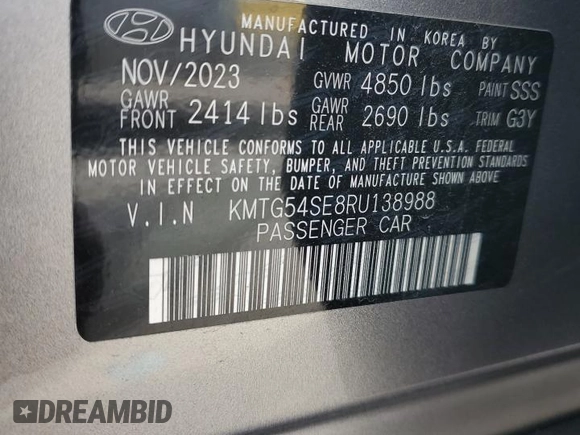 MANUFACTURED IN KOREA BY
HYUNDAI MOTOR COMPANY
NOV/2023 GVWR 4850 lbs PAINT SSS
GAWR FRONT 2414 lbs GAWR REAR 2690 lbs TRIM G3Y
THIS VEHICLE CONFORMS TO ALL APPLICABLE U.S.A. FEDERAL
MOTOR VEHICLE SAFETY, BUMPER, AND THEFT PREVENTION STANDARDS
IN EFFECT ON THE DATE OF MANUFACTURE SHOWN ABOVE.
V.I.N KMTG54SE8RU138988
PASSENGER CAR
DREAMBID